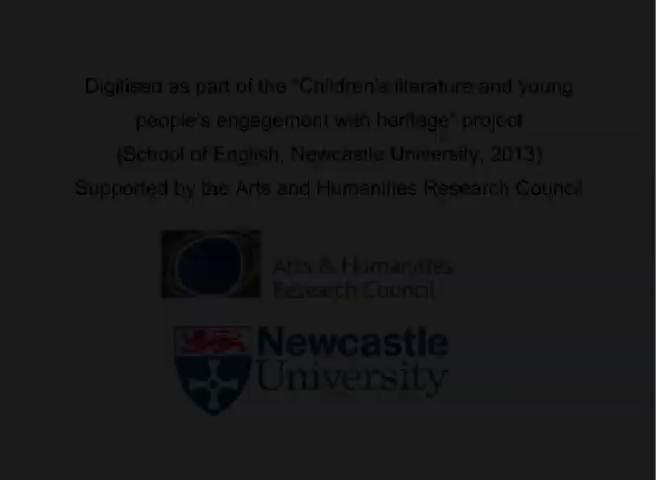 Digitised as part of the "Children's literature and young
people's engagement with heritage" project
(School of English, Newcastle University, 2013)
Supported by the Arts and Humanities Research Council
Arts & Humanities
Research Council
Newcastle
University